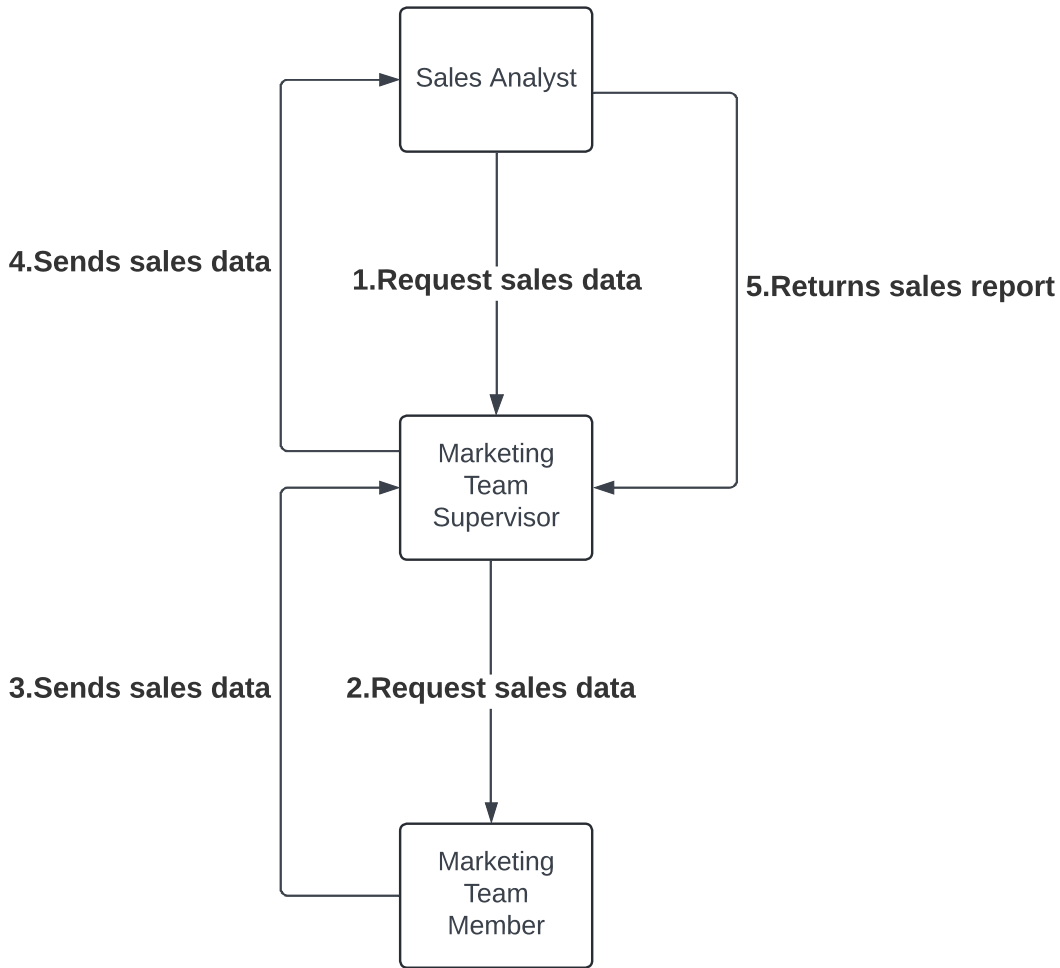 Sales Analyst
4.Sends sales data
1.Request sales data
5.Returns sales report
Marketing
Team
Supervisor
3.Sends sales data
2.Request sales data
Marketing
Team
Member